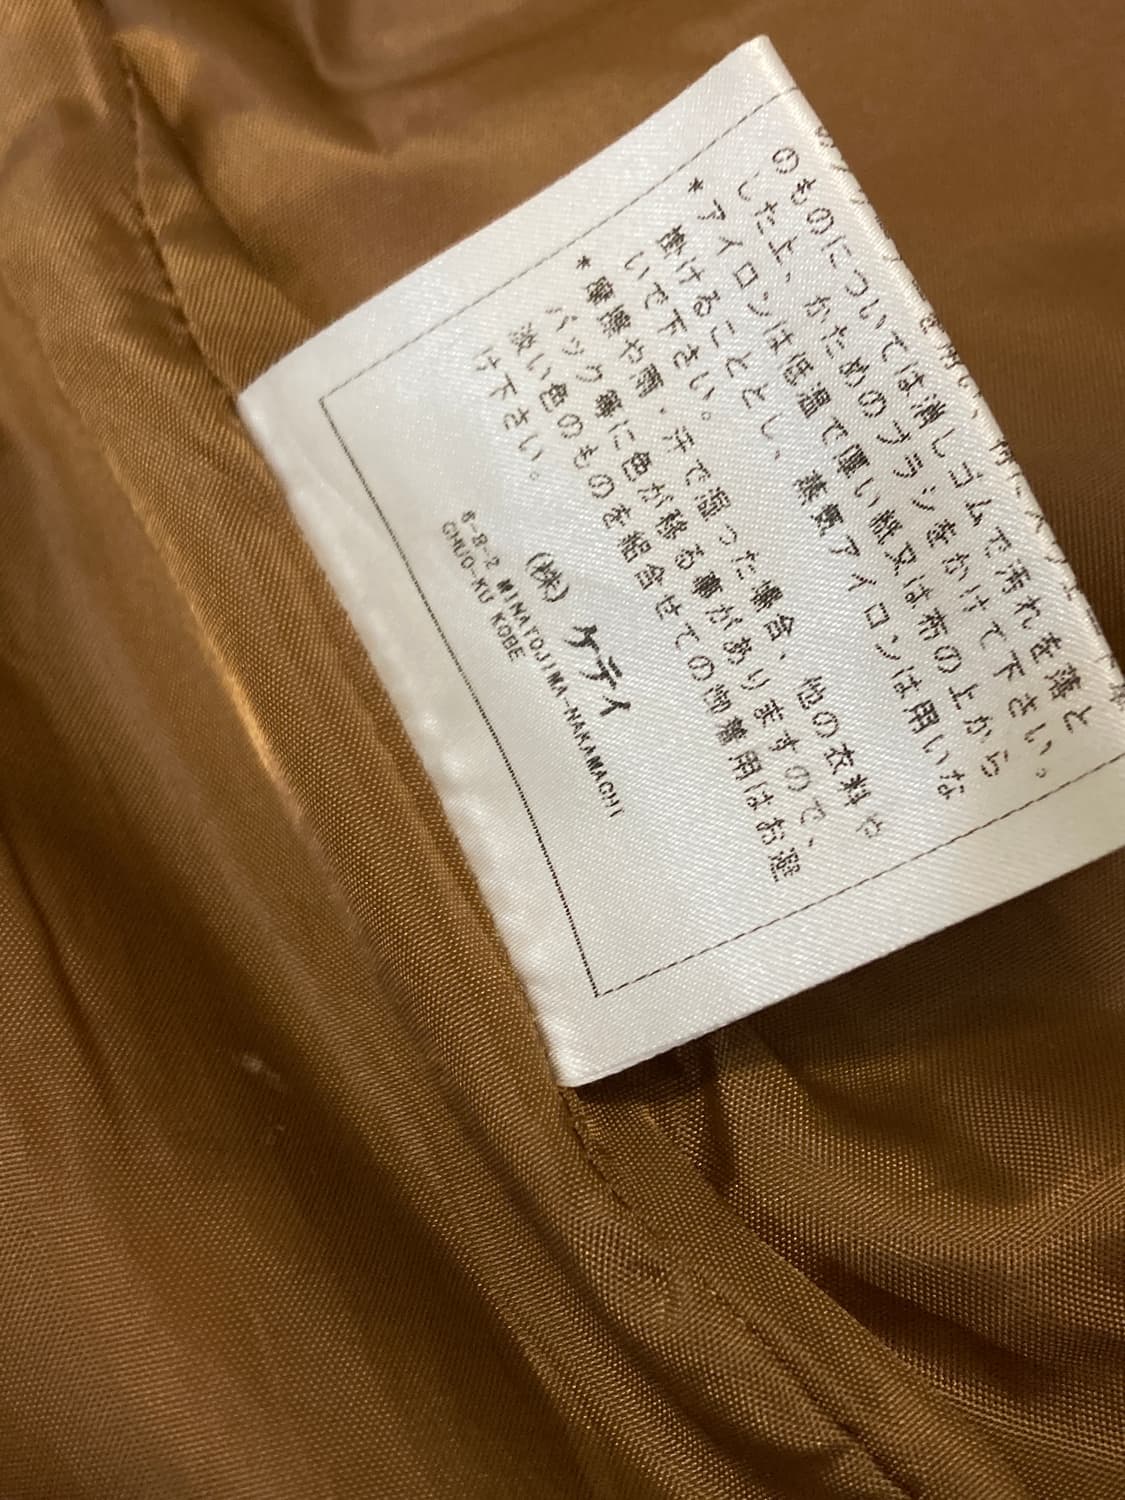 のものについては消しゴムで汚れを落と
した上、かためのブラシをかけて下さい。
*アイロンは低温で厚い紙又は布の上から
掛けることとし、蒸気アイロンは用いな
いで下さい。
*摩擦や雨・汗で湿った場合、他の衣料や
バック等に色が移る事がありますので、
淡い色のものを組合せての御着用はお避
け下さい。
(株) ケティ
6-8-2 MINATOJIMA-NAKAMACHI
CHUO-KU KOBE